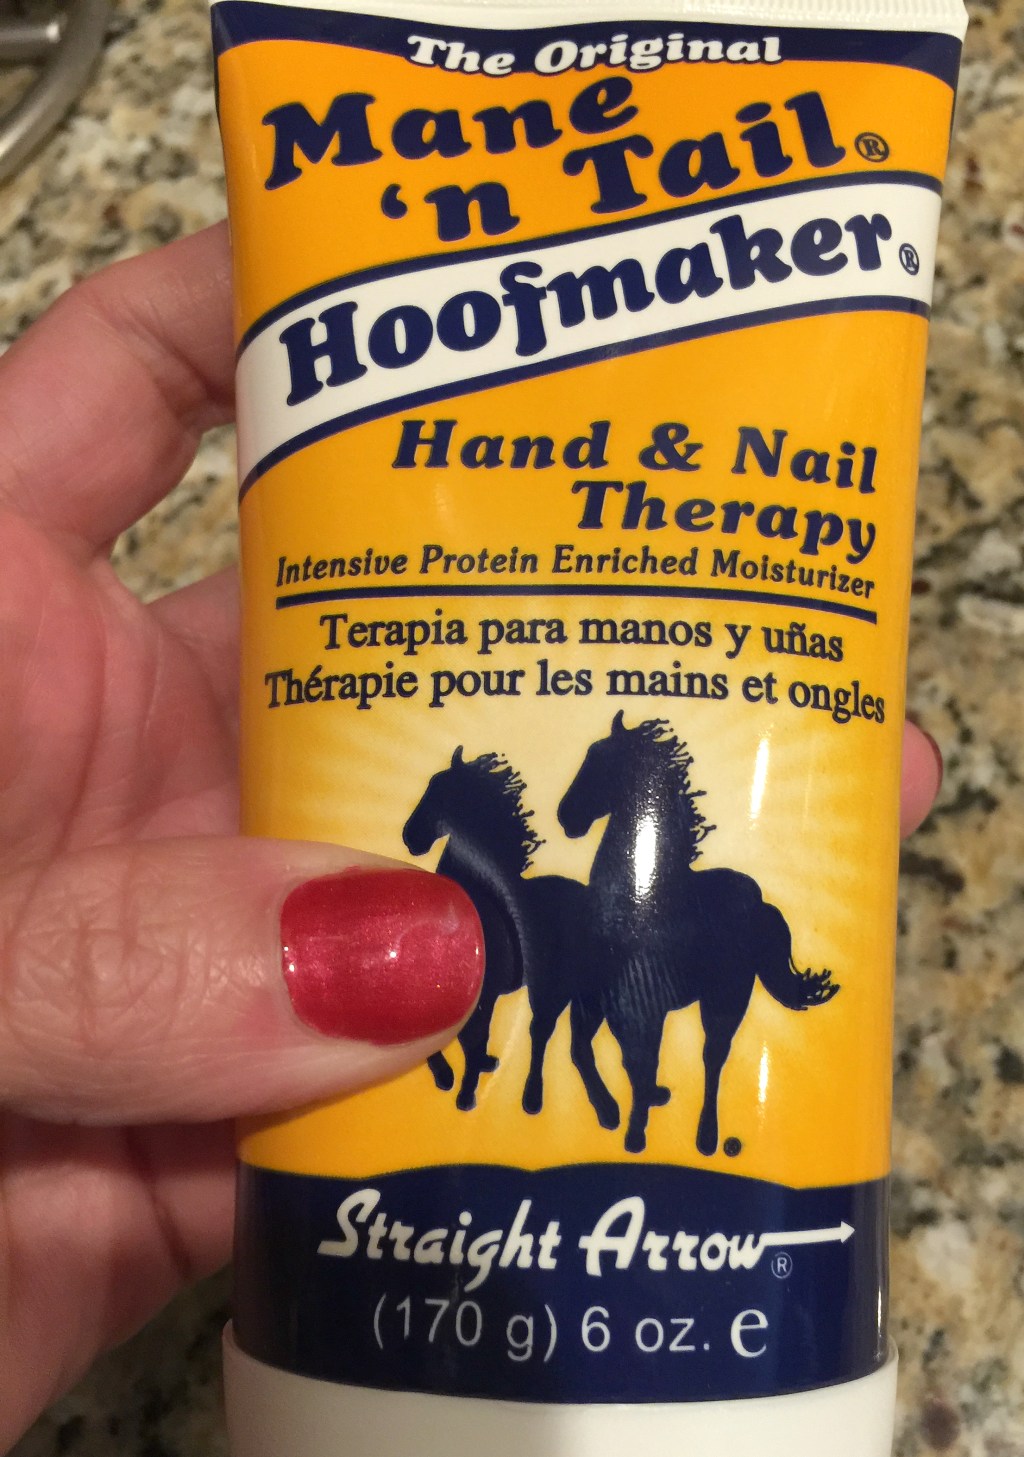 The Original
Mane
'n Tail®
Hoofmaker®
Hand & Nail
Therapy
Intensive Protein Enriched Moisturizer
Terapia para manos y uñas
Thérapie pour les mains et ongles
Straight Arrow®
(170 g) 6 oz. e